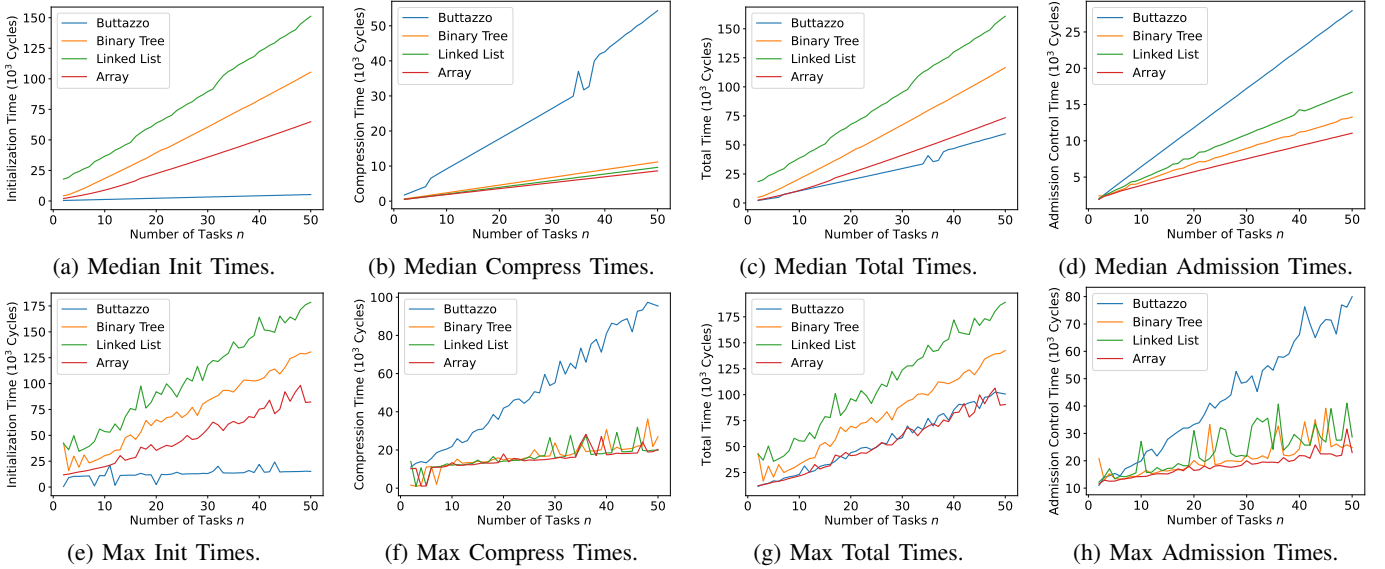 Initialization Time (10³ Cycles)
150
125
100
75
50
25
0
Buttazzo
Binary Tree
Linked List
Array
10
20
30
40
50
Number of Tasks n
(a) Median Init Times.
Compression Time (10³ Cycles)
50
40
30
20
10
0
Buttazzo
Binary Tree
Linked List
Array
10
20
30
40
50
Number of Tasks n
(b) Median Compress Times.
Total Time (10³ Cycles)
150
125
100
75
50
25
0
Buttazzo
Binary Tree
Linked List
Array
10
20
30
40
50
Number of Tasks n
(c) Median Total Times.
Admission Control Time (10³ Cycles)
25
20
15
10
5
Buttazzo
Binary Tree
Linked List
Array
10
20
30
40
50
Number of Tasks n
(d) Median Admission Times.
Initialization Time (10³ Cycles)
175
150
125
100
75
50
25
0
Buttazzo
Binary Tree
Linked List
Array
10
20
30
40
50
Number of Tasks n
(e) Max Init Times.
Compression Time (10³ Cycles)
100
80
60
40
20
0
Buttazzo
Binary Tree
Linked List
Array
10
20
30
40
50
Number of Tasks n
(f) Max Compress Times.
Total Time (10³ Cycles)
175
150
125
100
75
50
25
Buttazzo
Binary Tree
Linked List
Array
10
20
30
40
50
Number of Tasks n
(g) Max Total Times.
Admission Control Time (10³ Cycles)
80
70
60
50
40
30
20
10
Buttazzo
Binary Tree
Linked List
Array
10
20
30
40
50
Number of Tasks n
(h) Max Admission Times.